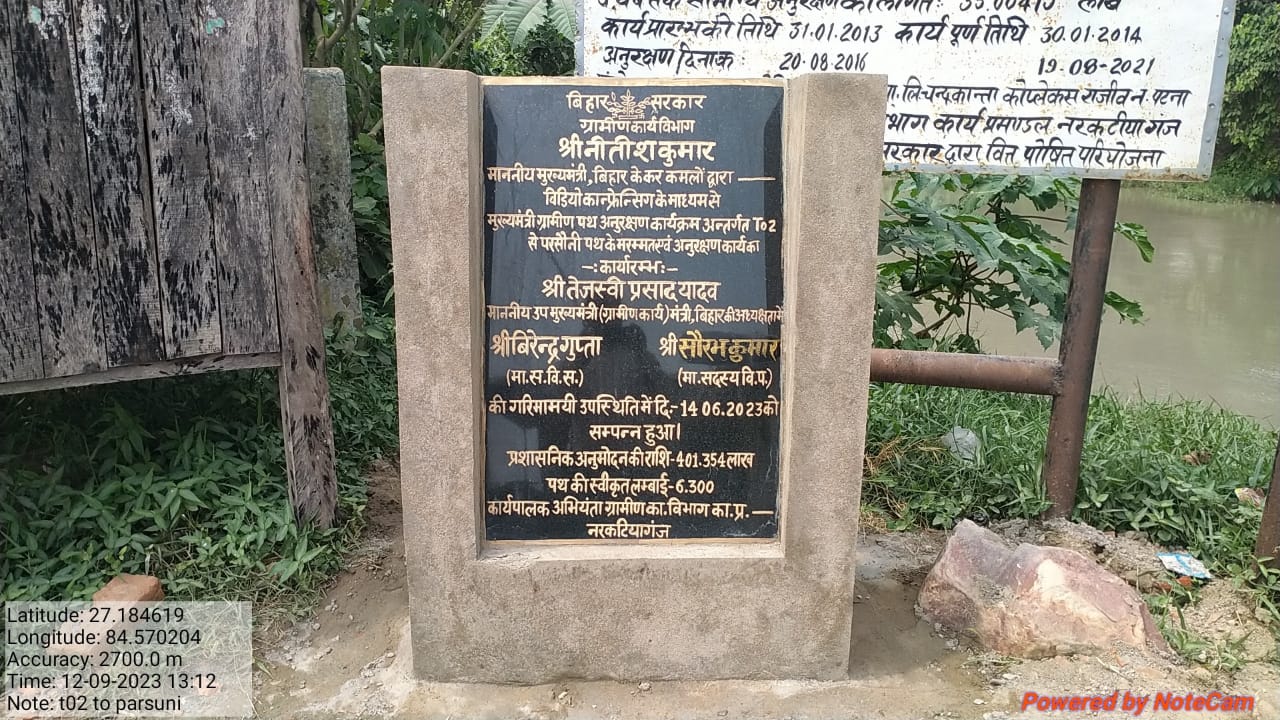 कार्य प्रारम्भ की तिथि 31.01.2013 कार्य पूर्ण तिथि 30.01.2014
अनुरक्षण दिनाक : 20.08.2016 19.08-2021
लि चन्द्रकान्ता कोप्लेक्स राजीव न. पटना
कार्य प्रमण्डल नरकटीया गंज
द्वारा वित पोषित परियोजना
बिहार सरकार
ग्रामीण कार्य विभाग
श्री नीतीश कुमार
माननीय मुख्यमंत्री, बिहार के कर कमलों द्वारा —
विडियो कान्फ्रेन्सिग के माध्यम से
मुख्यमंत्री ग्रामीण पथ अनुरक्षण कार्यक्रम अन्तर्गत T02
से परसौनी पथ के मरम्मत एवं अनुरक्षण कार्य का
-: कार्यारम्भ:-
श्री तेजस्वी प्रसाद यादव
माननीय उप मुख्यमंत्री (ग्रामीण कार्य) मंत्री, बिहार की अध्यक्षता में
श्री बिरेन्द्र गुप्ता श्री सौरभ कुमार
(मा.स.वि.स.) (मा.सदस्य वि.प.)
की गरिमामयी उपस्थिति में दि:-14 06.2023 को
सम्पन्न हुआ।
प्रशासनिक अनुमोदन की राशि-401.354 लाख
पथ की स्वीकृत लम्बाई-6.300
कार्यपालक अभियंता ग्रामीण का. विभाग का. प्र. —
नरकटियागंज
Latitude: 27.184619
Longitude: 84.570204
Accuracy: 2700.0 m
Time: 12-09-2023 13:12
Note: t02 to parsuni
Powered by NoteCam